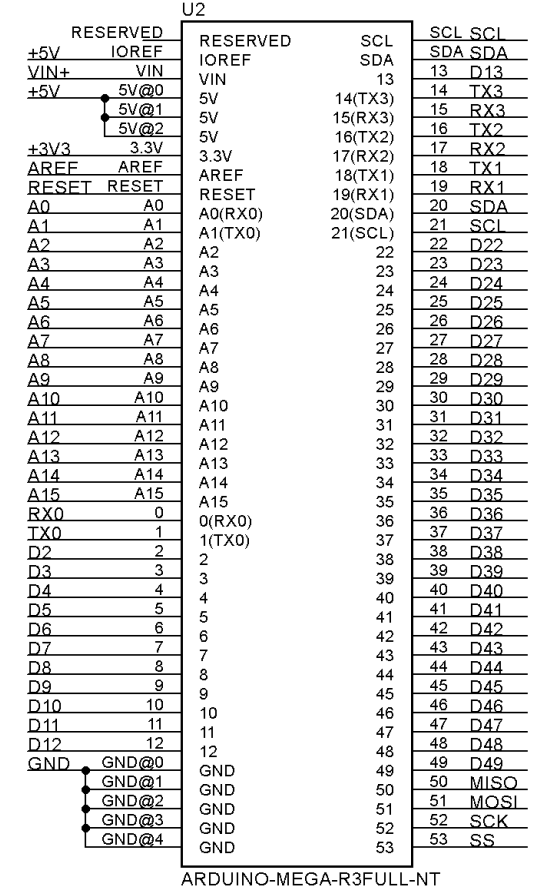 U2
RESERVED RESERVED SCL SCL SCL
+5V IOREF IOREF SDA SDA SDA
VIN+ VIN VIN 13 13 D13
+5V 5V@0 5V 14(TX3) 14 TX3
5V@1 5V 15(RX3) 15 RX3
5V@2 5V 16(TX2) 16 TX2
+3V3 3.3V 3.3V 17(RX2) 17 RX2
AREF AREF AREF 18(TX1) 18 TX1
RESET RESET RESET 19(RX1) 19 RX1
A0 A0 A0(RX0) 20(SDA) 20 SDA
A1 A1 A1(TX0) 21(SCL) 21 SCL
A2 A2 A2 22 22 D22
A3 A3 A3 23 23 D23
A4 A4 A4 24 24 D24
A5 A5 A5 25 25 D25
A6 A6 A6 26 26 D26
A7 A7 A7 27 27 D27
A8 A8 A8 28 28 D28
A9 A9 A9 29 29 D29
A10 A10 A10 30 30 D30
A11 A11 A11 31 31 D31
A12 A12 A12 32 32 D32
A13 A13 A13 33 33 D33
A14 A14 A14 34 34 D34
A15 A15 A15 35 35 D35
RX0 0 0(RX0) 36 36 D36
TX0 1 1(TX0) 37 37 D37
D2 2 2 38 38 D38
D3 3 3 39 39 D39
D4 4 4 40 40 D40
D5 5 5 41 41 D41
D6 6 6 42 42 D42
D7 7 7 43 43 D43
D8 8 8 44 44 D44
D9 9 9 45 45 D45
D10 10 10 46 46 D46
D11 11 11 47 47 D47
D12 12 12 48 48 D48
GND GND@0 GND 49 49 D49
GND@1 GND 50 50 MISO
GND@2 GND 51 51 MOSI
GND@3 GND 52 52 SCK
GND@4 GND 53 53 SS
ARDUINO-MEGA-R3FULL-NT